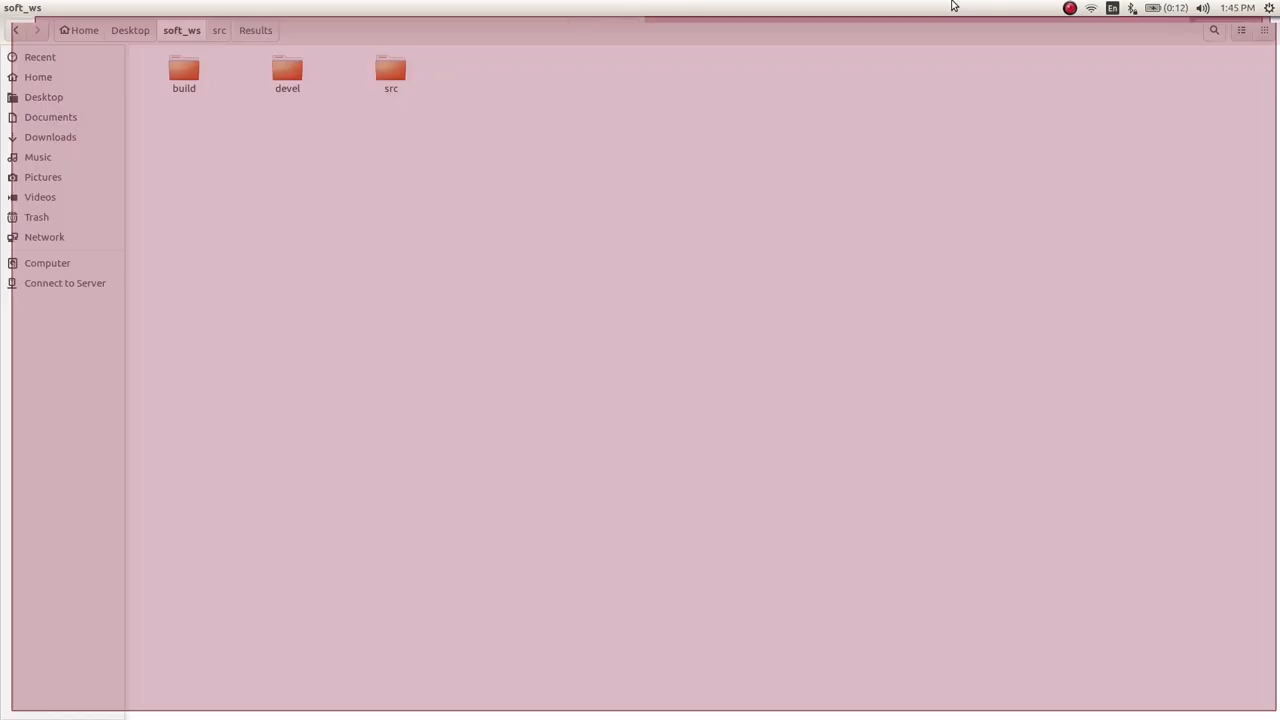 soft_ws
En
(0:12)
1:45 PM
Home
Desktop
soft_ws
src
Results
Recent
Home
Desktop
Documents
Downloads
Music
Pictures
Videos
Trash
Network
Computer
Connect to Server
build
devel
src